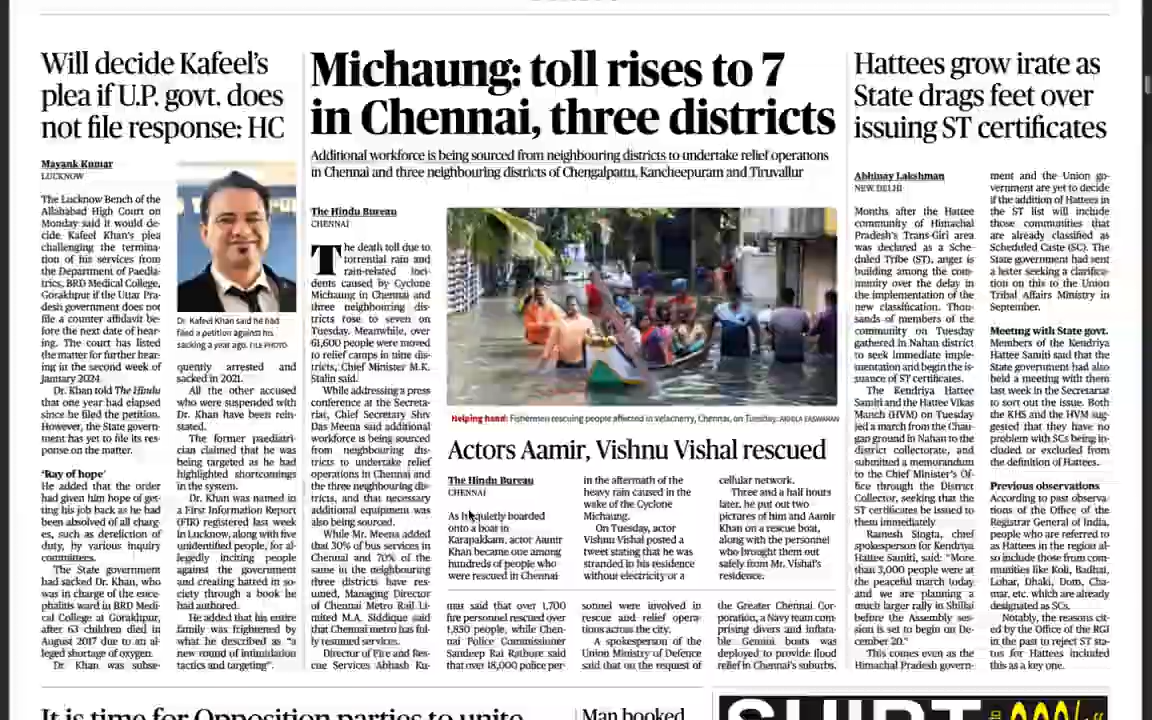 Will decide Kafeel's
plea if U.P. govt. does
not file response: HC
Mayank Kumar
LUCKNOW
The Lucknow Bench of the
Allahabad High Court on
Monday said it would de-
cide Kafeel Khan's plea
challenging the termina-
tion of his services from
the Department of Paedia-
trics, BRD Medical College,
Gorakhpur if the Uttar Pra-
desh government does not
file a counter affidavit be-
fore the next date of hear-
ing. The court has listed
the matter for further hear-
ing in the second week of
January 2024.
Dr. Khan told The Hindu
that one year had elapsed
since he filed the petition.
However, the State govern-
ment has yet to file its res-
ponse on the matter.
'Ray of hope'
He added that the order
had given him hope of get-
ting his job back as he had
been absolved of all charg-
es, such as dereliction of
duty, by various inquiry
committees.
The State government
had sacked Dr. Khan, who
was in charge of the ence-
phalitis ward in BRD Medi-
cal College at Gorakhpur,
after 63 children died in
August 2017 due to an al-
leged shortage of oxygen.
Dr. Khan was subse-
Dr. Kafeel Khan said he had
filed a petition against his
sacking a year ago. FILE PHOTO
quently arrested and
sacked in 2021.
All the other accused
who were suspended with
Dr. Khan have been rein-
stated.
The former paediatri-
cian claimed that he was
being targeted as he had
highlighted shortcomings
in the system.
Dr. Khan was named in
a First Information Report
(FIR) registered last week
in Lucknow, along with five
unidentified people, for al-
legedly inciting people
against the government
and creating hatred in so-
ciety through a book he
had authored.
He added that his entire
family was frightened by
what he described as "a
new round of intimidation
tactics and targeting".
Michaung: toll rises to 7
in Chennai, three districts
Additional workforce is being sourced from neighbouring districts to undertake relief operations
in Chennai and three neighbouring districts of Chengalpattu, Kancheepuram and Tiruvallur
The Hindu Bureau
CHENNAI
The death toll due to
torrential rain and
rain-related inci-
dents caused by Cyclone
Michaung in Chennai and
three neighbouring dis-
tricts rose to seven on
Tuesday. Meanwhile, over
61,600 people were moved
to relief camps in nine dis-
tricts, Chief Minister M.K.
Stalin said.
While addressing a press
conference at the Secreta-
riat, Chief Secretary Shiv
Das Meena said additional
workforce is being sourced
from neighbouring dis-
tricts to undertake relief
operations in Chennai and
the three neighbouring dis-
tricts, and that necessary
additional equipment was
also being sourced.
While Mr. Meena added
that 30% of bus services in
Chennai and 70% of the
same in the neighbouring
three districts have res-
umed, Managing Director
of Chennai Metro Rail Li-
mited M.A. Siddique said
that Chennai metro has ful-
ly resumed services.
Director of Fire and Res-
cue Services Abhash Ku-
Helping hand: Fishermen rescuing people affected in Velachery, Chennai, on Tuesday. AKHILA EASWARAN
Actors Aamir, Vishnu Vishal rescued
The Hindu Bureau
CHENNAI
As he quietly boarded
onto a boat in
Karapakkam, actor Aamir
Khan became one among
hundreds of people who
were rescued in Chennai
in the aftermath of the
heavy rain caused in the
wake of the Cyclone
Michaung.
On Tuesday, actor
Vishnu Vishal posted a
tweet stating that he was
stranded in his residence
without electricity or a
cellular network.
Three and a half hours
later, he put out two
pictures of him and Aamir
Khan on a rescue boat,
along with the personnel
who brought them out
safely from Mr. Vishal's
residence.
mar said that over 1,700
fire personnel rescued over
1,850 people, while Chen-
nai Police Commissioner
Sandeep Rai Rathore said
that over 18,000 police per-
sonnel were involved in
rescue and relief opera-
tions across the city.
A spokesperson of the
Union Ministry of Defence
said that on the request of
the Greater Chennai Cor-
poration, a Navy team com-
prising divers and inflata-
ble Gemini boats was
deployed to provide flood
relief in Chennai's suburbs.
Hattees grow irate as
State drags feet over
issuing ST certificates
Abhinay Lakshman
NEW DELHI
Months after the Hattee
community of Himachal
Pradesh's Trans-Giri area
was declared as a Sche-
duled Tribe (ST), anger is
building among the com-
munity over the delay in
the implementation of the
new classification. Thou-
sands of members of the
community on Tuesday
gathered in Nahan district
to seek immediate imple-
mentation and begin the is-
suance of ST certificates.
The Kendriya Hattee
Samiti and the Hattee Vikas
Manch (HVM) on Tuesday
led a march from the Chau-
gan ground in Nahan to the
district collectorate, and
submitted a memorandum
to the Chief Minister's Of-
fice through the District
Collector, seeking that the
ST certificates be issued to
them immediately.
Ramesh Singta, chief
spokesperson for Kendriya
Hattee Samiti, said: "More
than 3,000 people were at
the peaceful march today
and we are planning a
much larger rally in Shillai
before the Assembly ses-
sion is set to begin on De-
cember 20."
This comes even as the
Himachal Pradesh govern-
ment and the Union go-
vernment are yet to decide
if the addition of Hattees in
the ST list will include
those communities that
are already classified as
Scheduled Caste (SC). The
State government had sent
a letter seeking a clarifica-
tion on this to the Union
Tribal Affairs Ministry in
September.
Meeting with State govt.
Members of the Kendriya
Hattee Samiti said that the
State government had also
held a meeting with them
last week in the Secretariat
to sort out the issue. Both
the KHS and the HVM sug-
gested that they have no
problem with SCs being in-
cluded or excluded from
the definition of Hattees.
Previous observations
According to past observa-
tions of the Office of the
Registrar General of India,
people who are referred to
as Hattees in the region al-
so include those from com-
munities like Koli, Badhai,
Lohar, Dhaki, Dom, Cha-
mar, etc. which are already
designated as SCs.
Notably, the reasons cit-
ed by the Office of the RGI
in the past to reject ST sta-
tus for Hattees included
this as a key one.
It is time for Opposition parties to unite
Man booked